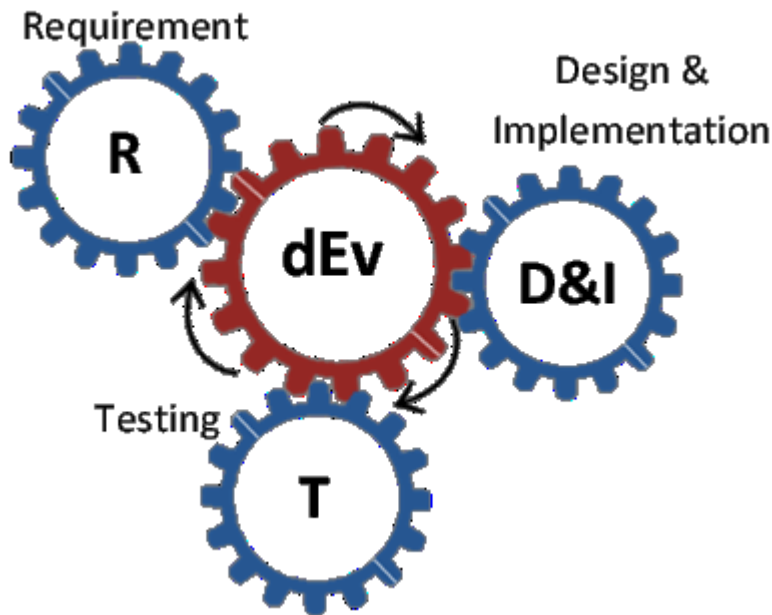 Requirement
R
Design &
Implementation
dEv
D&I
Testing
T